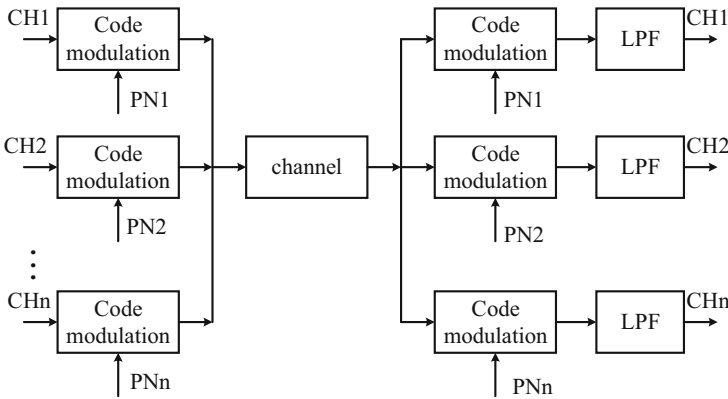 CH1
Code
modulation
PN1
CH2
Code
modulation
PN2
CHn
Code
modulation
PNn
channel
Code
modulation
PN1
LPF
CH1
Code
modulation
PN2
LPF
CH2
Code
modulation
PNn
LPF
CHn